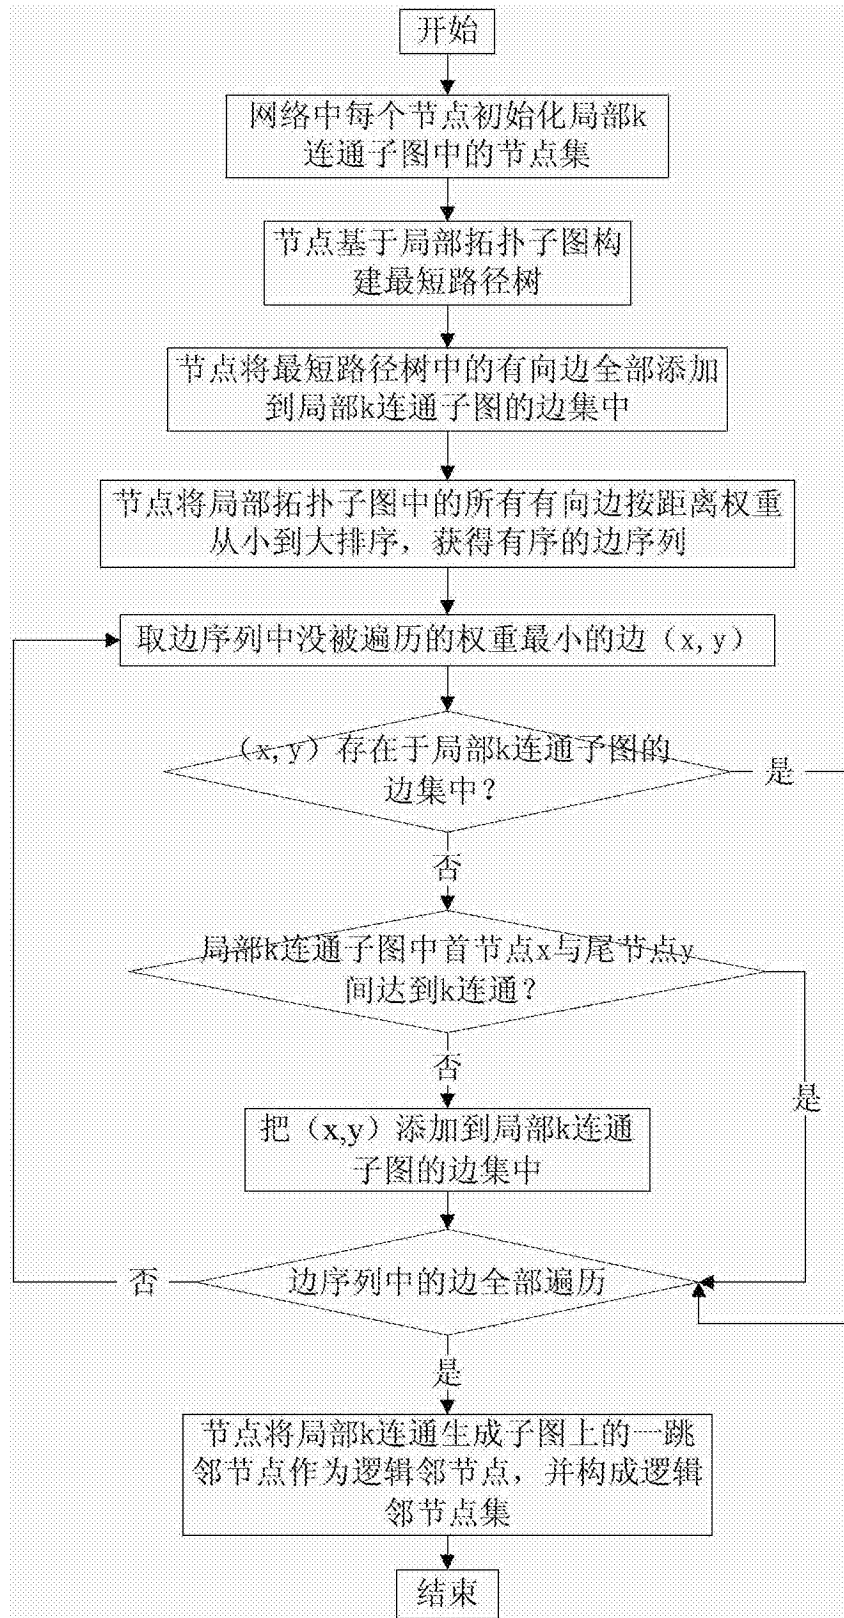 开始
网络中每个节点初始化局部k
连通子图中的节点集
节点基于局部拓扑子图构
建最短路径树
节点将最短路径树中的有向边全部添加
到局部k连通子图的边集中
节点将局部拓扑子图中的所有有向边按距离权重
从小到大排序，获得有序的边序列
取边序列中没被遍历的权重最小的边（x,y）
（x,y）存在于局部k连通子图的
边集中？
是
否
局部k连通子图中首节点x与尾节点y
间达到k连通？
否
是
把（x,y）添加到局部k连通
子图的边集中
否
边序列中的边全部遍历
是
节点将局部k连通生成子图上的一跳
邻节点作为逻辑邻节点，并构成逻辑
邻节点集
结束